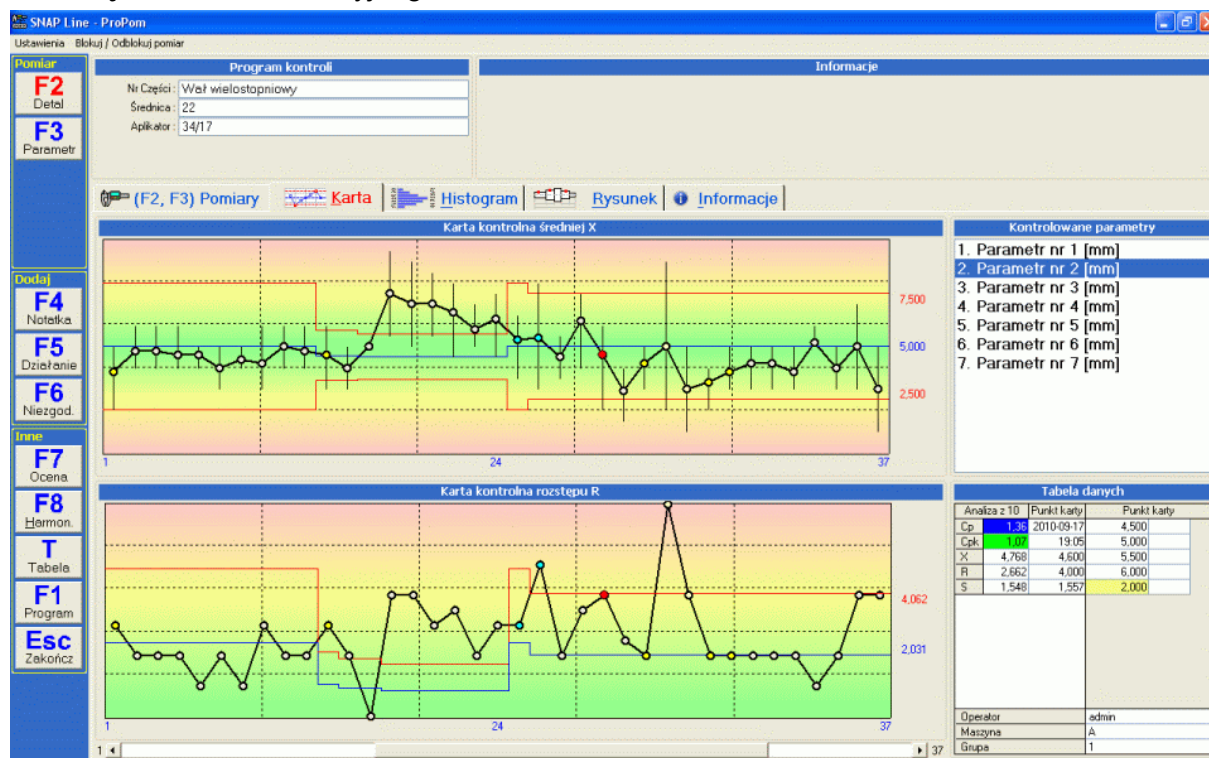 SNAP Line - ProPom
Ustawienia Blokuj / Odblokuj pomiar
Pomiar
F2
Detal
F3
Parametr
Dodaj
F4
Notatka
F5
Działanie
F6
Niezgod.
Inne
F7
Ocena
F8
Harmon.
T
Tabela
F1
Program
Esc
Zakończ
Program kontroli
Nr Części : Wał wielostopniowy
Średnica : 22
Aplikator : 34/17
Informacje
(F2, F3) Pomiary Karta Histogram Rysunek Informacje
Karta kontrolna średniej X
7,500
5,000
2,500
1 24 37
Karta kontrolna rozstępu R
4,062
2,031
1 24 37
1 37
Kontrolowane parametry
1. Parametr nr 1 [mm]
2. Parametr nr 2 [mm]
3. Parametr nr 3 [mm]
4. Parametr nr 4 [mm]
5. Parametr nr 5 [mm]
6. Parametr nr 6 [mm]
7. Parametr nr 7 [mm]
Tabela danych
Analiza z 10 Punkt karty Punkt karty
Cp 1,36 2010-09-17 4,500
Cpk 1,07 19:05 5,000
X 4,768 4,600 5,500
R 2,662 4,000 6,000
S 1,548 1,557 2,000
Operator admin
Maszyna A
Grupa 1